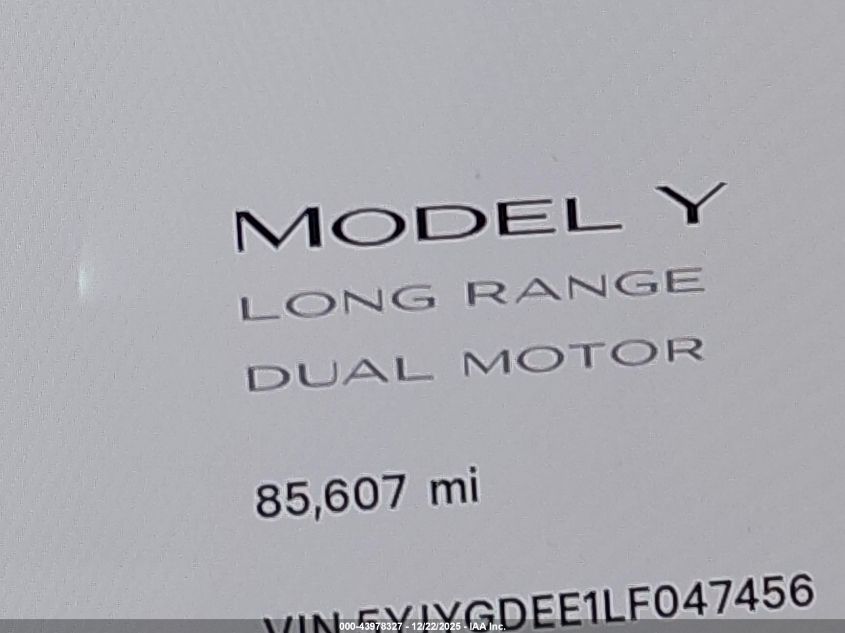 MODEL Y
LONG RANGE
DUAL MOTOR
85,607 mi
VIN 5YJYGDEE1LF047456
000-43978327 - 12/22/2025 - IAA Inc.